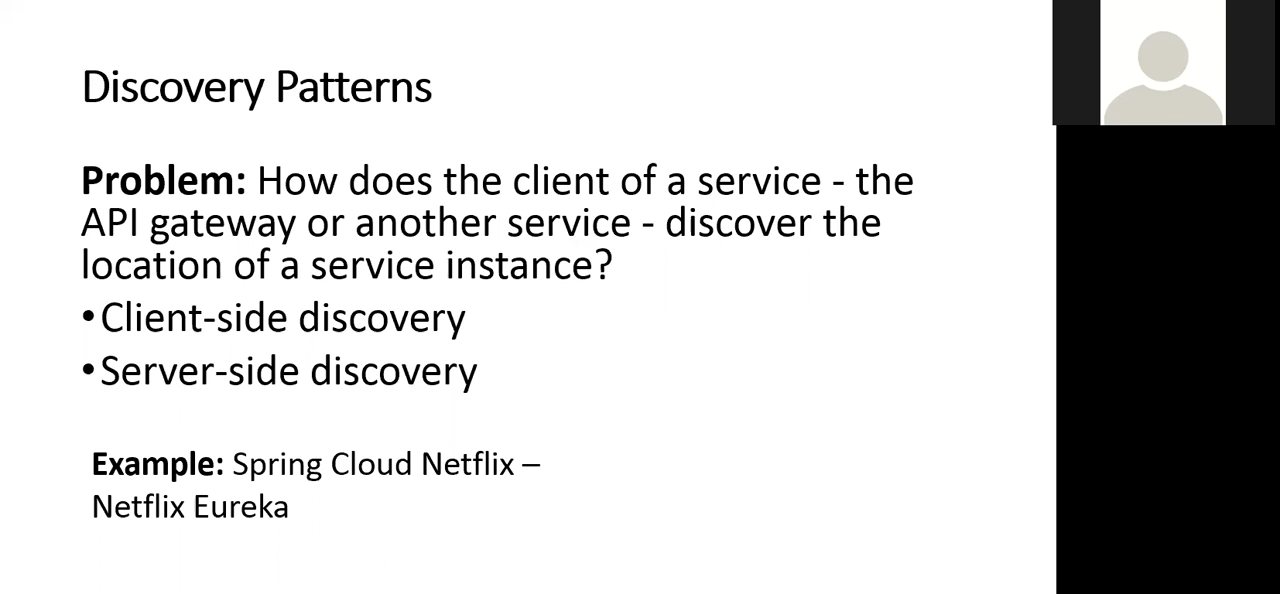 Discovery Patterns
Problem: How does the client of a service - the
API gateway or another service - discover the
location of a service instance?
•Client-side discovery
•Server-side discovery
Example: Spring Cloud Netflix –
Netflix Eureka